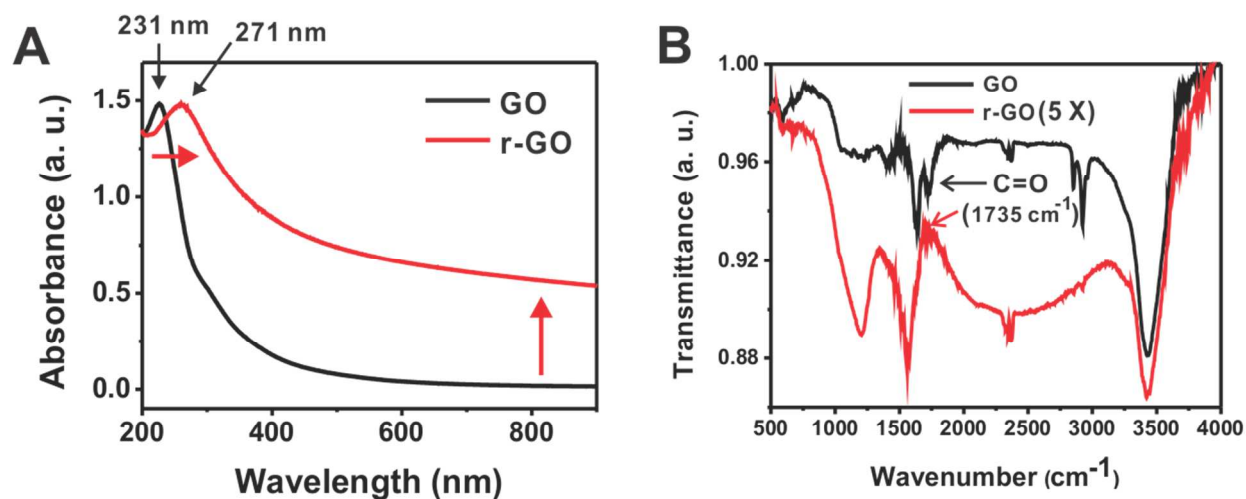 A
231 nm
271 nm
GO
r-GO
Absorbance (a. u.)
1.5
1.0
0.5
0.0
200
400
600
800
Wavelength (nm)
B
GO
r-GO(5 X)
C=O
(1735 cm⁻¹)
Transmittance (a. u.)
1.00
0.96
0.92
0.88
500
1000
1500
2000
2500
3000
3500
4000
Wavenumber (cm⁻¹)